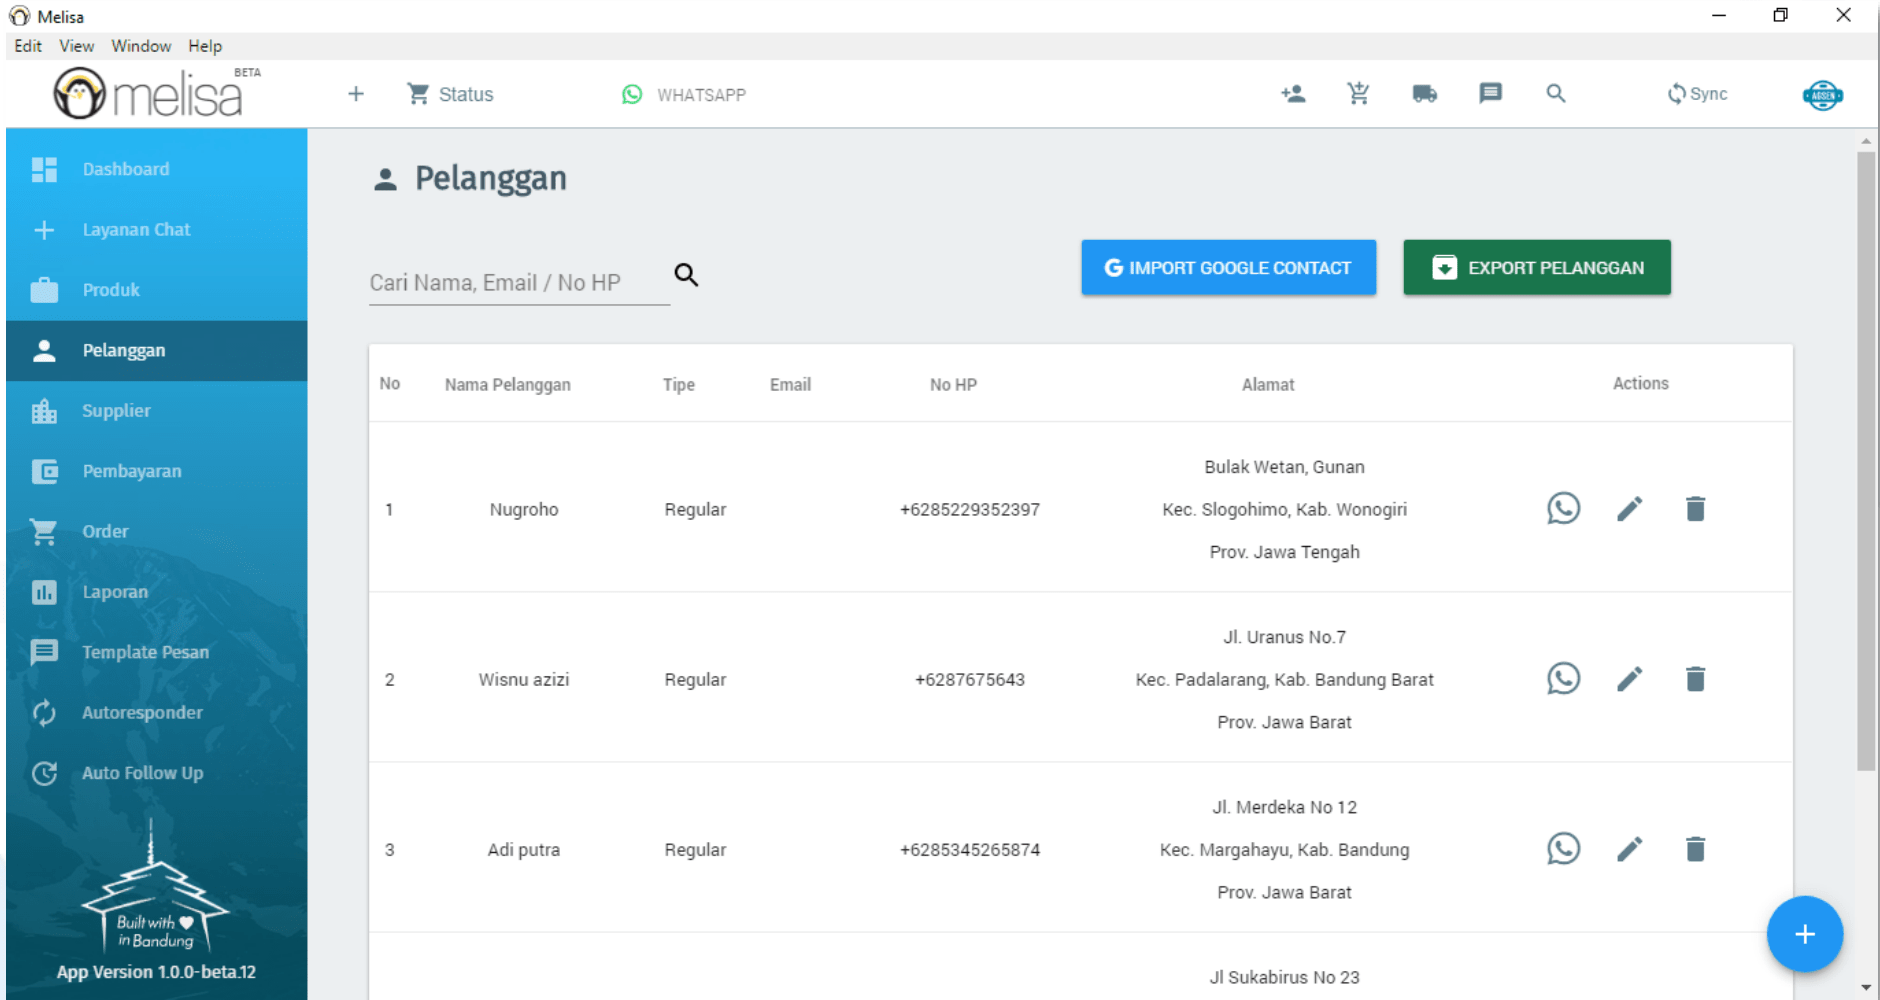 Melisa
Edit View Window Help
melisa BETA
Status
WHATSAPP
Sync
AGSEN
Dashboard
Layanan Chat
Produk
Pelanggan
Supplier
Pembayaran
Order
Laporan
Template Pesan
Autoresponder
Auto Follow Up
Built with
in Bandung
App Version 1.0.0-beta.12
Pelanggan
Cari Nama, Email / No HP
G IMPORT GOOGLE CONTACT
EXPORT PELANGGAN
No Nama Pelanggan Tipe Email No HP Alamat Actions
Bulak Wetan, Gunan
1 Nugroho Regular +6285229352397 Kec. Slogohimo, Kab. Wonogiri
Prov. Jawa Tengah
Jl. Uranus No.7
2 Wisnu azizi Regular +6287675643 Kec. Padalarang, Kab. Bandung Barat
Prov. Jawa Barat
Jl. Merdeka No 12
3 Adi putra Regular +6285345265874 Kec. Margahayu, Kab. Bandung
Prov. Jawa Barat
Jl Sukabirus No 23